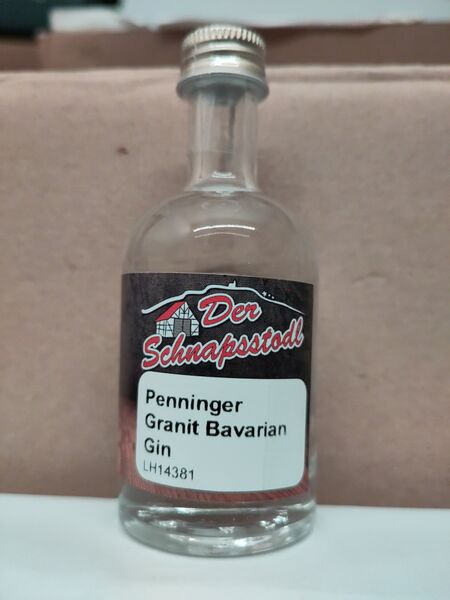 Der
Schnapsstodl
Penninger
Granit Bavarian
Gin
LH14381